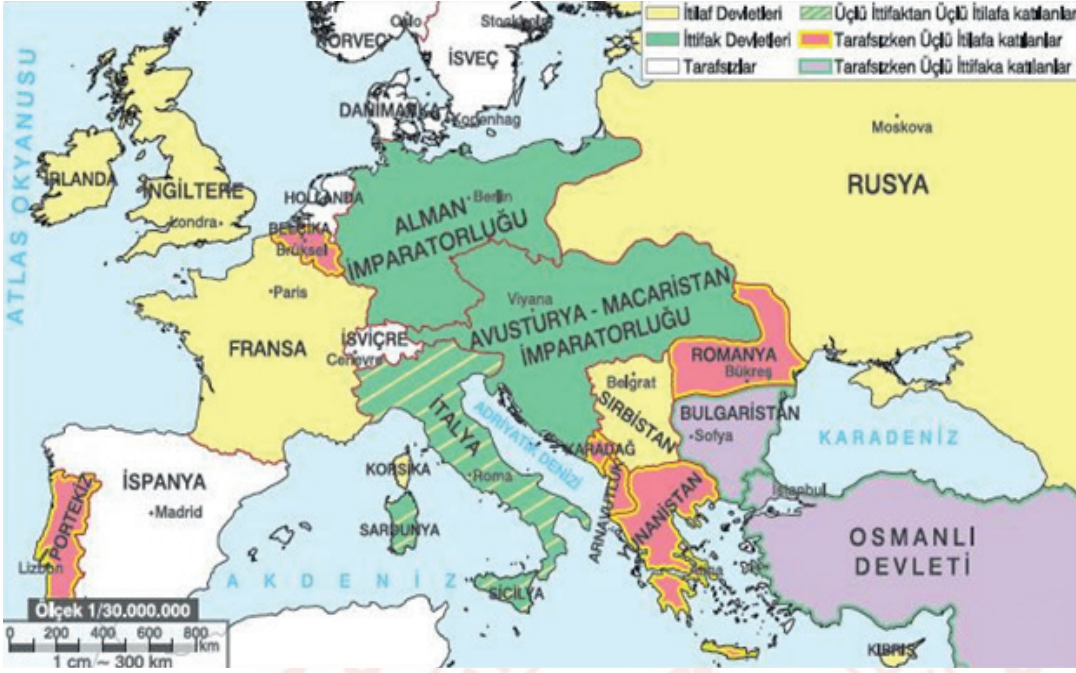 İtilaf Devletleri
İttifak Devletleri
Tarafsızlar
Üçlü İttifaktan Üçlü İtilafa katılanlar
Tarafsızken Üçlü İtilafa katılanlar
Tarafsızken Üçlü İttifaka katılanlar
ATLAS OKYANUSU
NORVEÇ
Oslo
Stockholm
İSVEÇ
DANİMARKA
Kopenhag
Moskova
RUSYA
İRLANDA
İNGİLTERE
Londra
HOLLANDA
BELÇİKA
Brüksel
Berlin
ALMAN
İMPARATORLUĞU
Paris
FRANSA
İSVİÇRE
Cenevre
Viyana
AVUSTURYA - MACARİSTAN
İMPARATORLUĞU
ROMANYA
Bükreş
Belgrat
SIRBİSTAN
BULGARİSTAN
Sofya
KARADENİZ
KARADAĞ
ARNAVUTLUK
YUNANİSTAN
Atina
İTALYA
ADRİYATİK DENİZİ
Roma
KORSİKA
SARDUNYA
SİCİLYA
İSPANYA
Madrid
PORTEKİZ
Lizbon
AKDENİZ
İstanbul
OSMANLI
DEVLETİ
KIBRIS
Ölçek 1/30.000.000
0 200 400 600 800 km
1 cm ~ 300 km